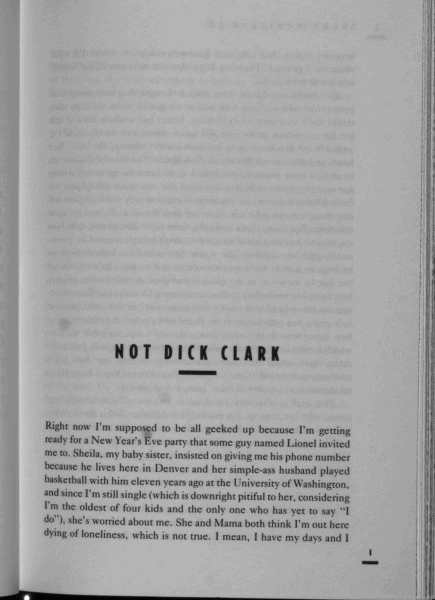 NOT DICK CLARK
Right now I'm supposed to be all geeked up because I'm getting
ready for a New Year's Eve party that some guy named Lionel invited
me to. Sheila, my baby sister, insisted on giving me his phone number
because he lives here in Denver and her simple-ass husband played
basketball with him eleven years ago at the University of Washington,
and since I'm still single (which is downright pitiful to her, considering
I'm the oldest of four kids and the only one who has yet to say "I
do"), she's worried about me. She and Mama both think I'm out here
dying of loneliness, which is not true. I mean, I have my days and I
1